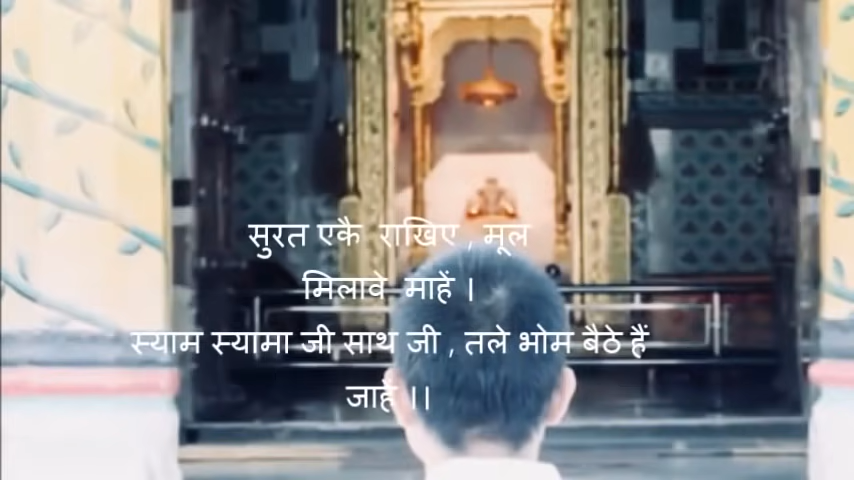 सुरत एकै राखिए , मूल
मिलावे माहें ।
स्याम स्यामा जी साथ जी , तले भोम बैठे हैं
जाहें ।।